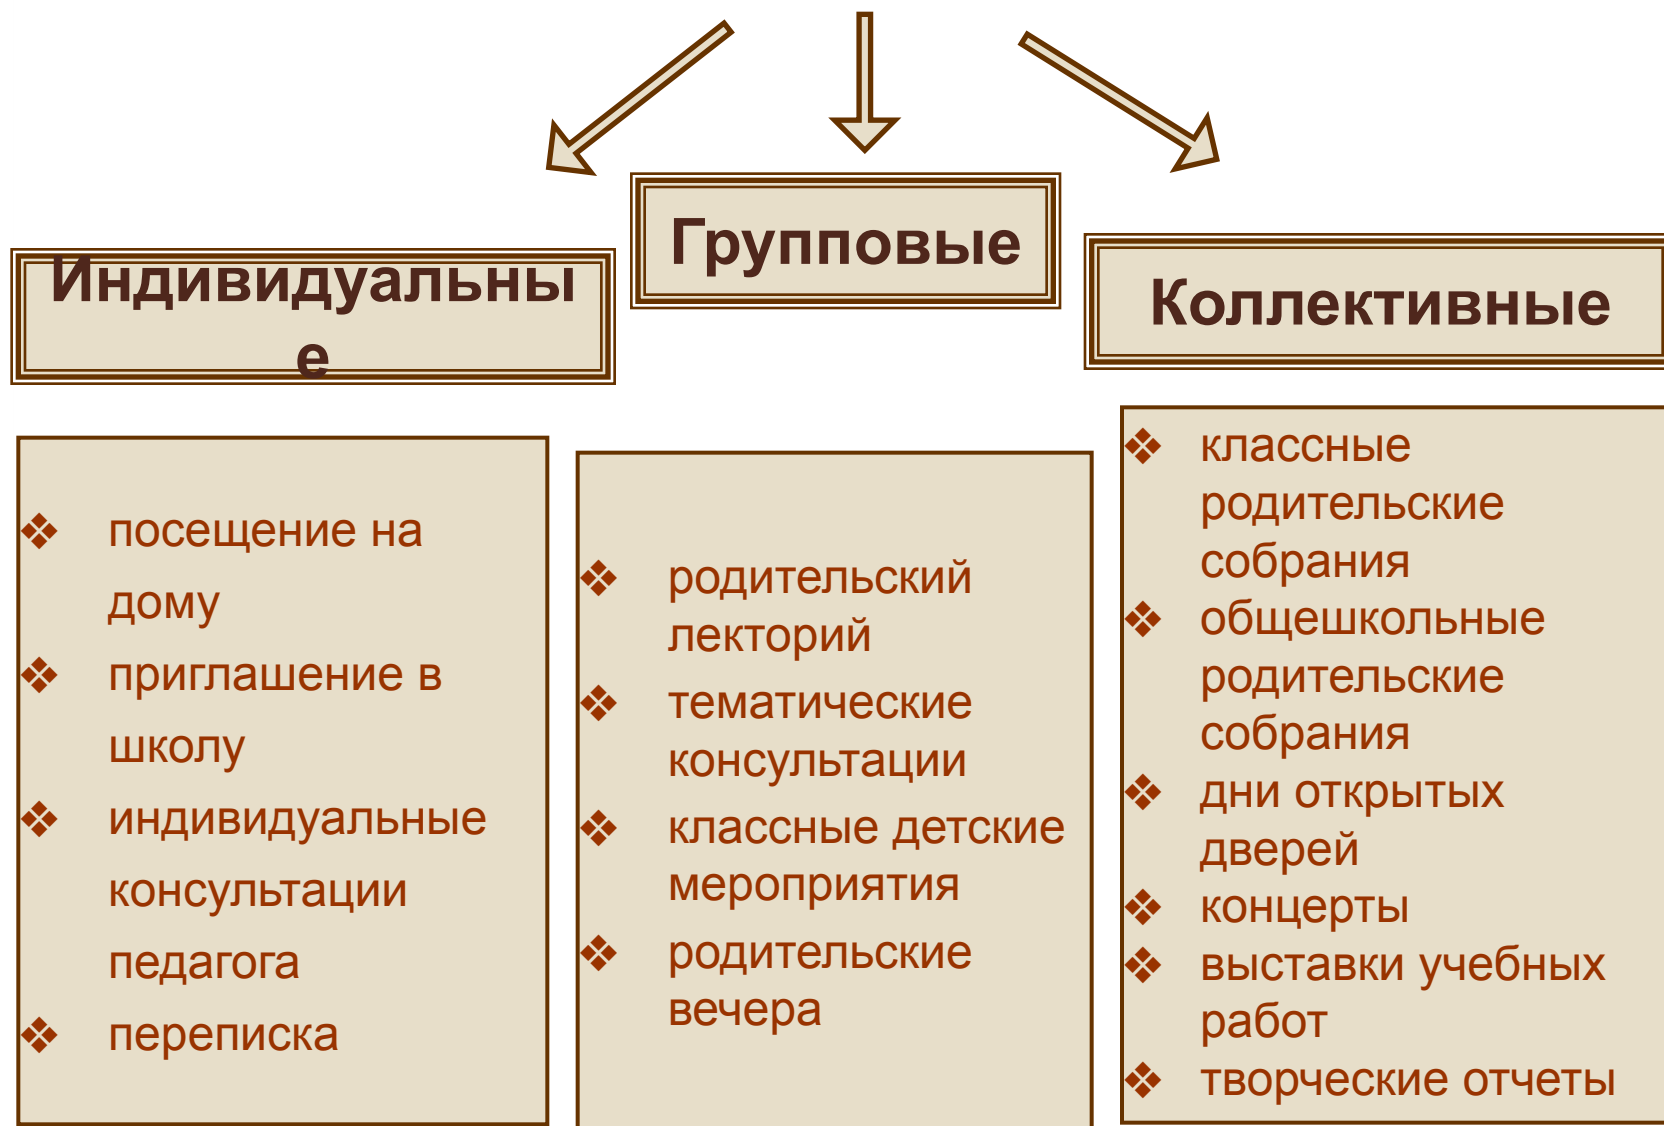 Групповые
Индивидуальны
е
Коллективные
посещение на
дому
приглашение в
школу
индивидуальные
консультации
педагога
переписка
родительский
лекторий
тематические
консультации
классные детские
мероприятия
родительские
вечера
классные
родительские
собрания
общешкольные
родительские
собрания
дни открытых
дверей
концерты
выставки учебных
работ
творческие отчеты